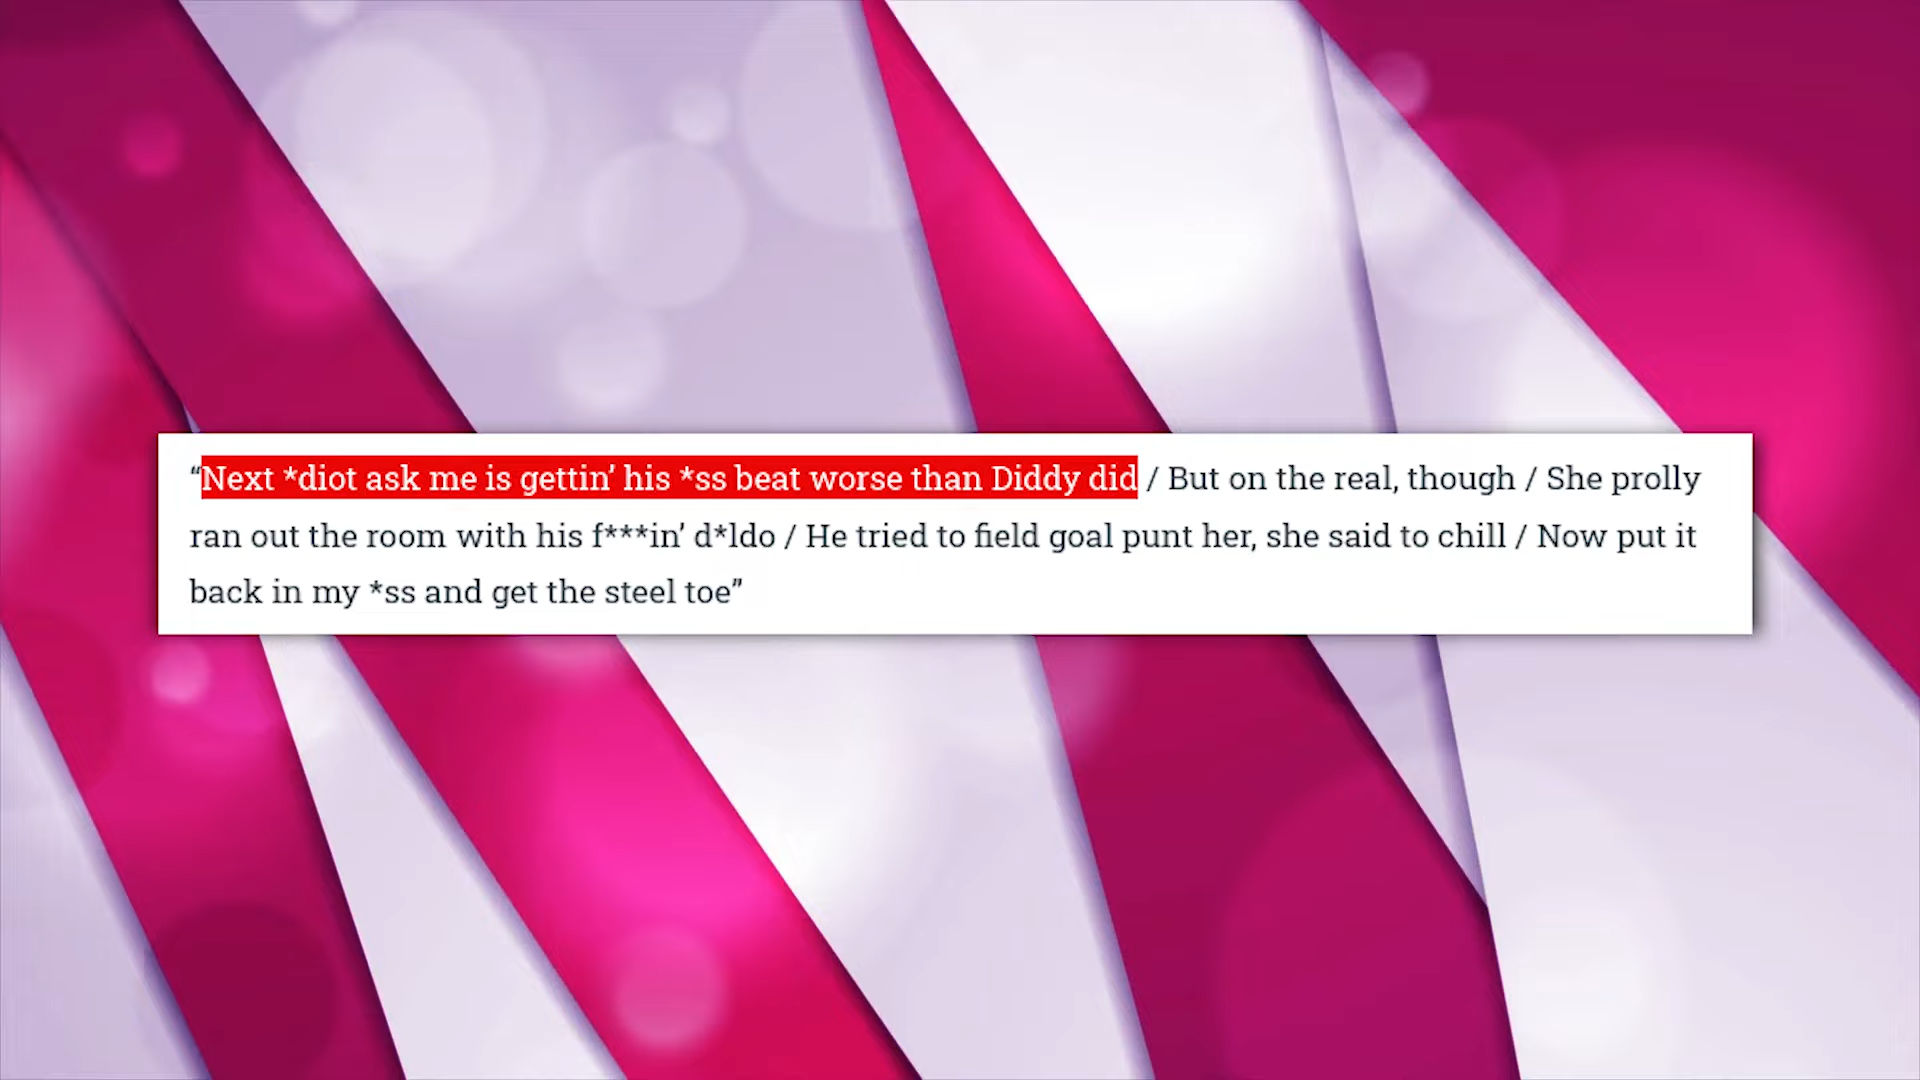 “Next *diot ask me is gettin’ his *ss beat worse than Diddy did / But on the real, though / She prolly
ran out the room with his f***in’ d*ldo / He tried to field goal punt her, she said to chill / Now put it
back in my *ss and get the steel toe”